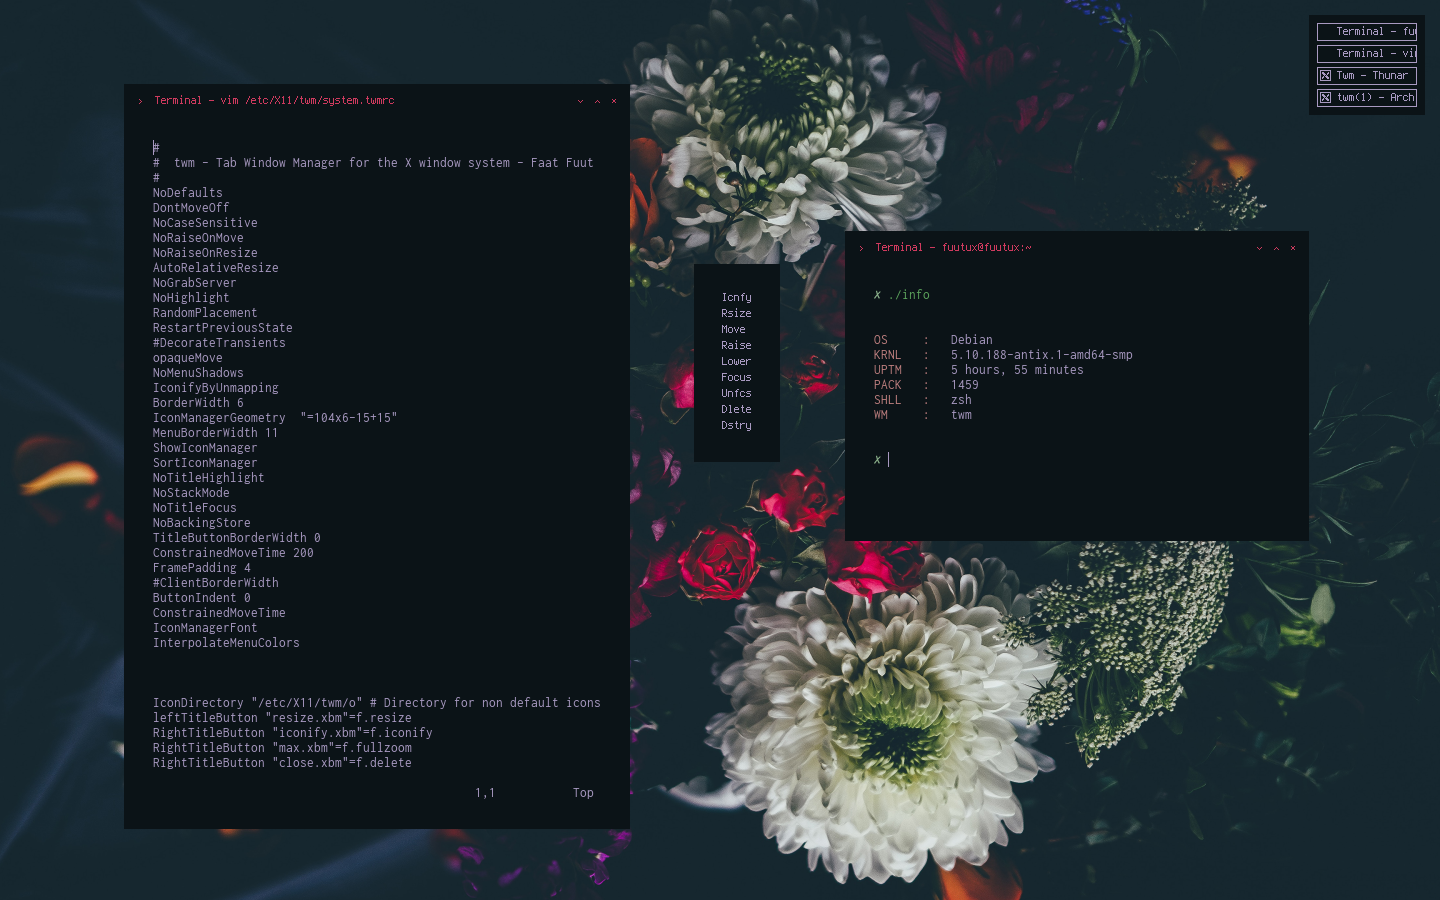 Terminal - fu
Terminal - vi
Twm - Thunar
twm(1) - Arch
Terminal - vim /etc/X11/twm/system.twmrc
#
#  twm - Tab Window Manager for the X window system - Faat Fuut
#
NoDefaults
DontMoveOff
NoCaseSensitive
NoRaiseOnMove
NoRaiseOnResize
AutoRelativeResize
NoGrabServer
NoHighlight
RandomPlacement
RestartPreviousState
#DecorateTransients
opaqueMove
NoMenuShadows
IconifyByUnmapping
BorderWidth 6
IconManagerGeometry  "=104x6-15+15"
MenuBorderWidth 11
ShowIconManager
SortIconManager
NoTitleHighlight
NoStackMode
NoTitleFocus
NoBackingStore
TitleButtonBorderWidth 0
ConstrainedMoveTime 200
FramePadding 4
#ClientBorderWidth
ButtonIndent 0
ConstrainedMoveTime
IconManagerFont
InterpolateMenuColors
IconDirectory "/etc/X11/twm/o" # Directory for non default icons
leftTitleButton "resize.xbm"=f.resize
RightTitleButton "iconify.xbm"=f.iconify
RightTitleButton "max.xbm"=f.fullzoom
RightTitleButton "close.xbm"=f.delete
1,1 Top
Icnfy
Rsize
Move
Raise
Lower
Focus
Unfcs
Dlete
Dstry
Terminal - fuutux@fuutux:~
✗ ./info
OS : Debian
KRNL : 5.10.188-antix.1-amd64-smp
UPTM : 5 hours, 55 minutes
PACK : 1459
SHLL : zsh
WM : twm
✗